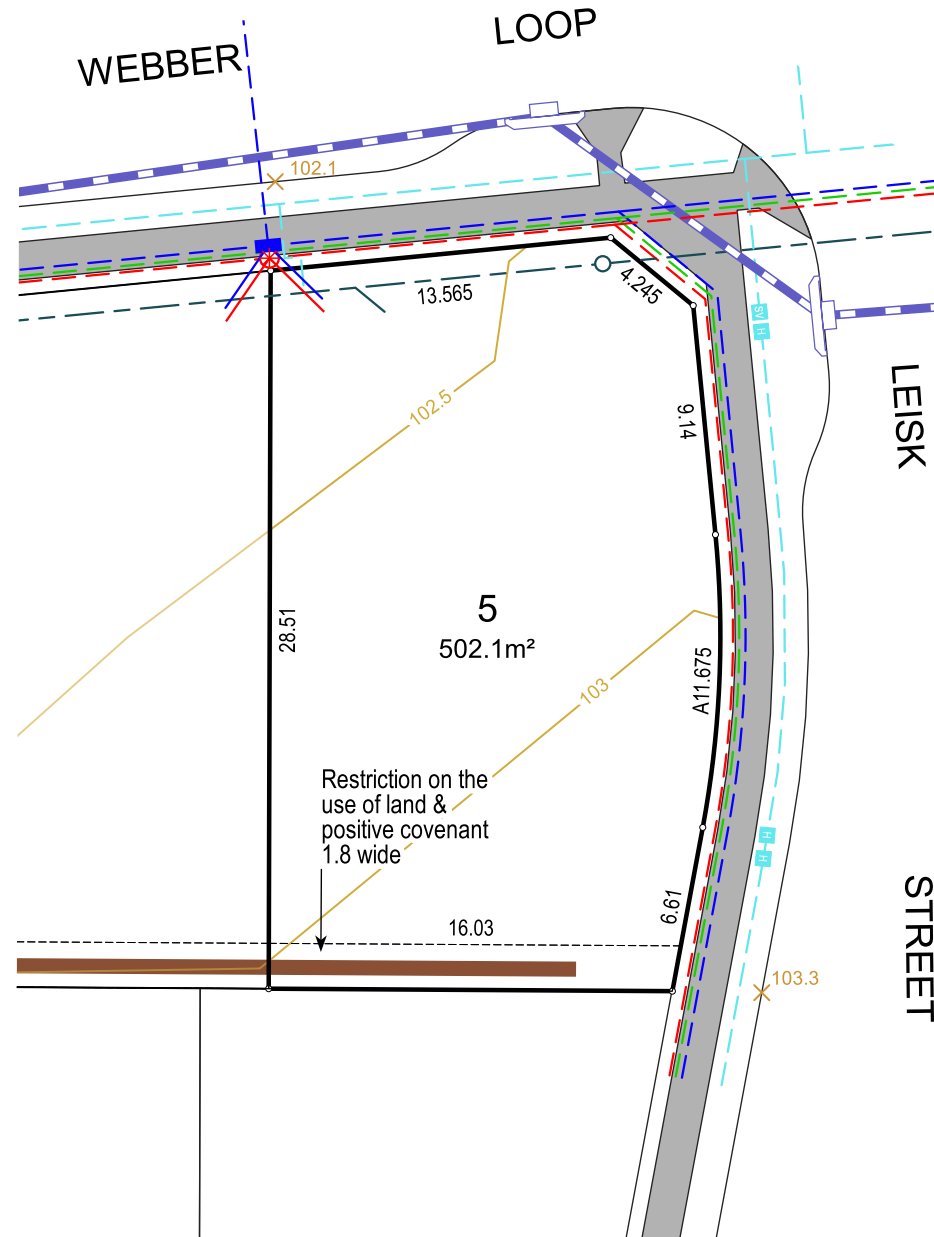 WEBBER LOOP
102.1
13.565
4.245
102.5
9.14
LEISK
SV H
5
502.1m²
28.51
103
A11.675
Restriction on the
use of land &
positive covenant
1.8 wide
H H
6.61
16.03
103.3
STREET